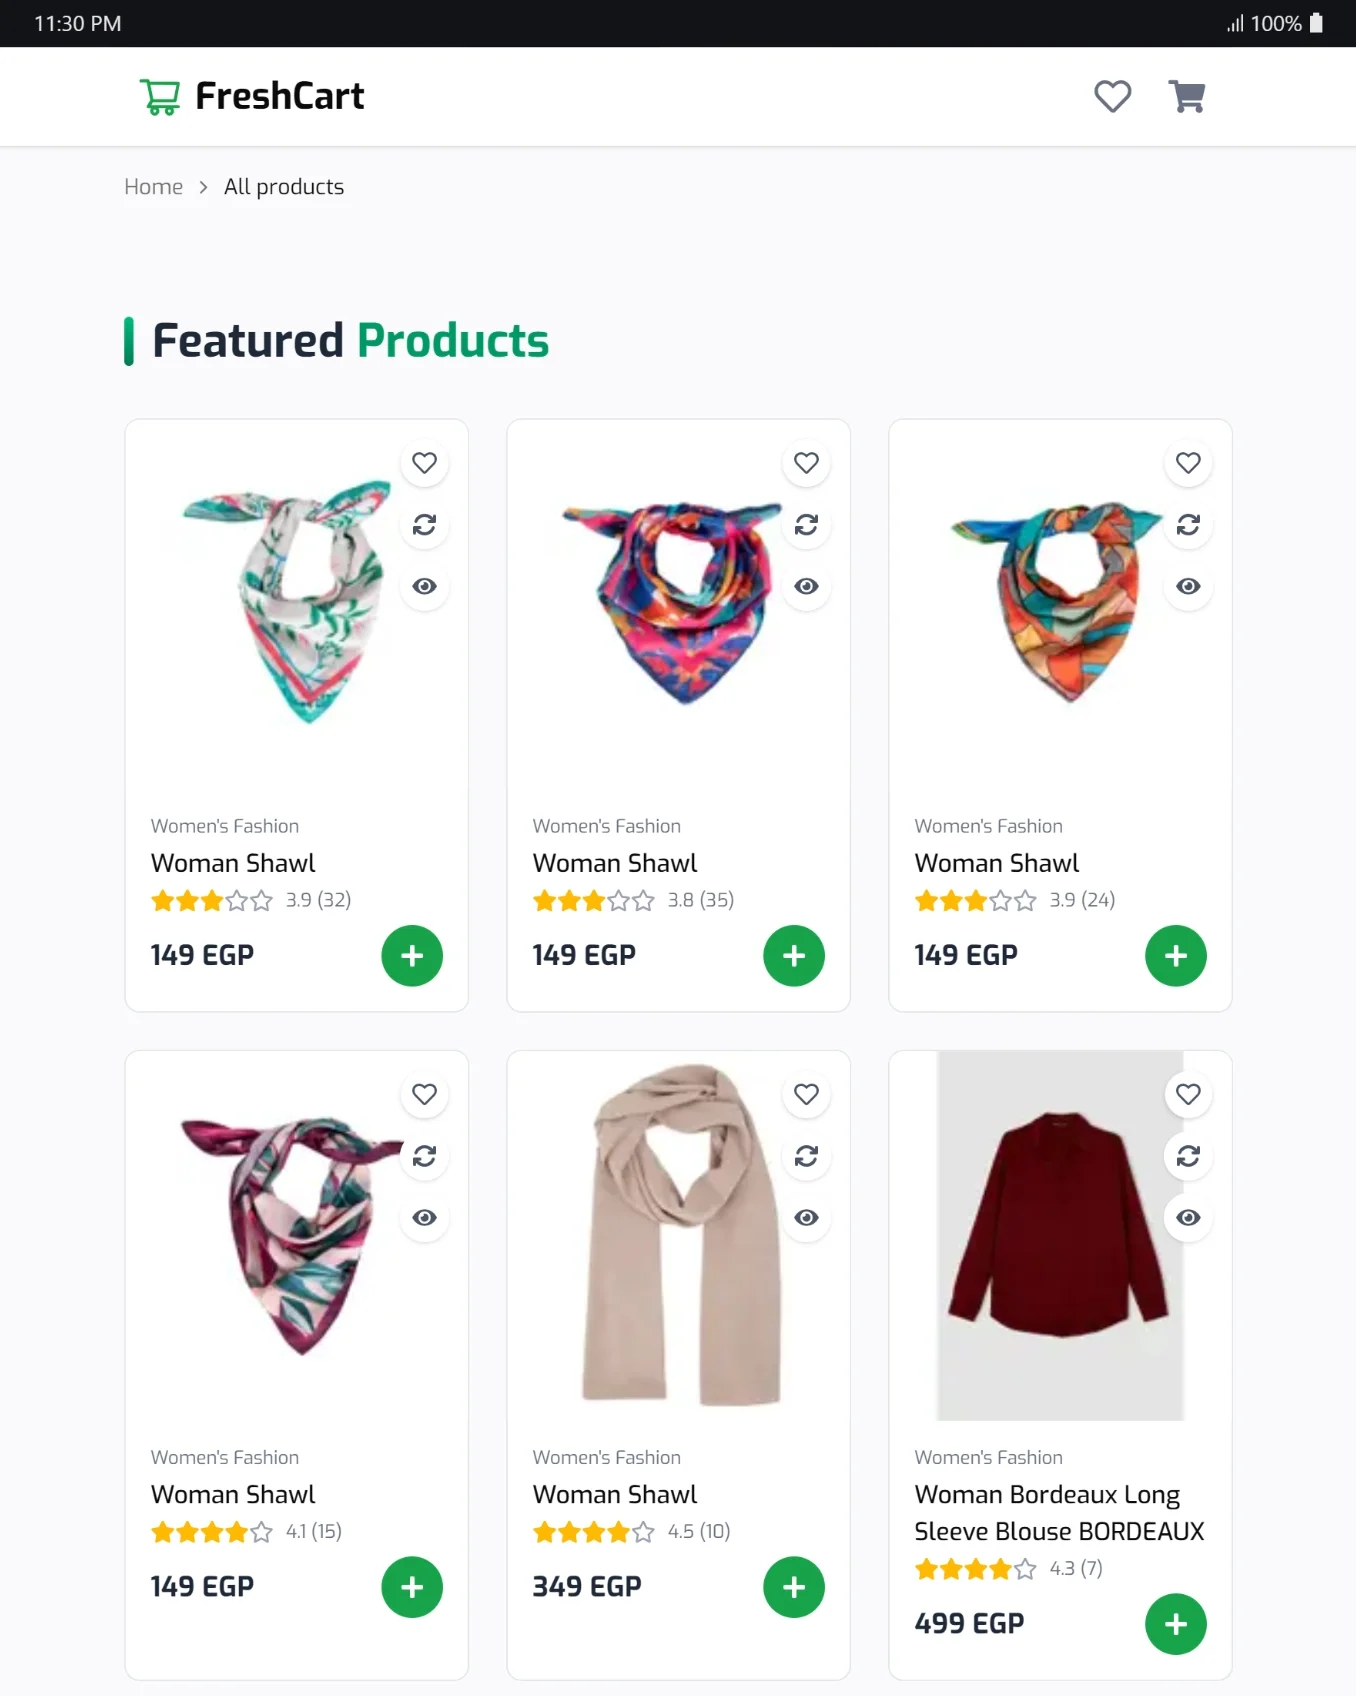 11:30 PM
100%
FreshCart
Home > All products
Featured Products
Women's Fashion
Woman Shawl
3.9 (32)
149 EGP
Women's Fashion
Woman Shawl
3.8 (35)
149 EGP
Women's Fashion
Woman Shawl
3.9 (24)
149 EGP
Women's Fashion
Woman Shawl
4.1 (15)
149 EGP
Women's Fashion
Woman Shawl
4.5 (10)
349 EGP
Women's Fashion
Woman Bordeaux Long
Sleeve Blouse BORDEAUX
4.3 (7)
499 EGP